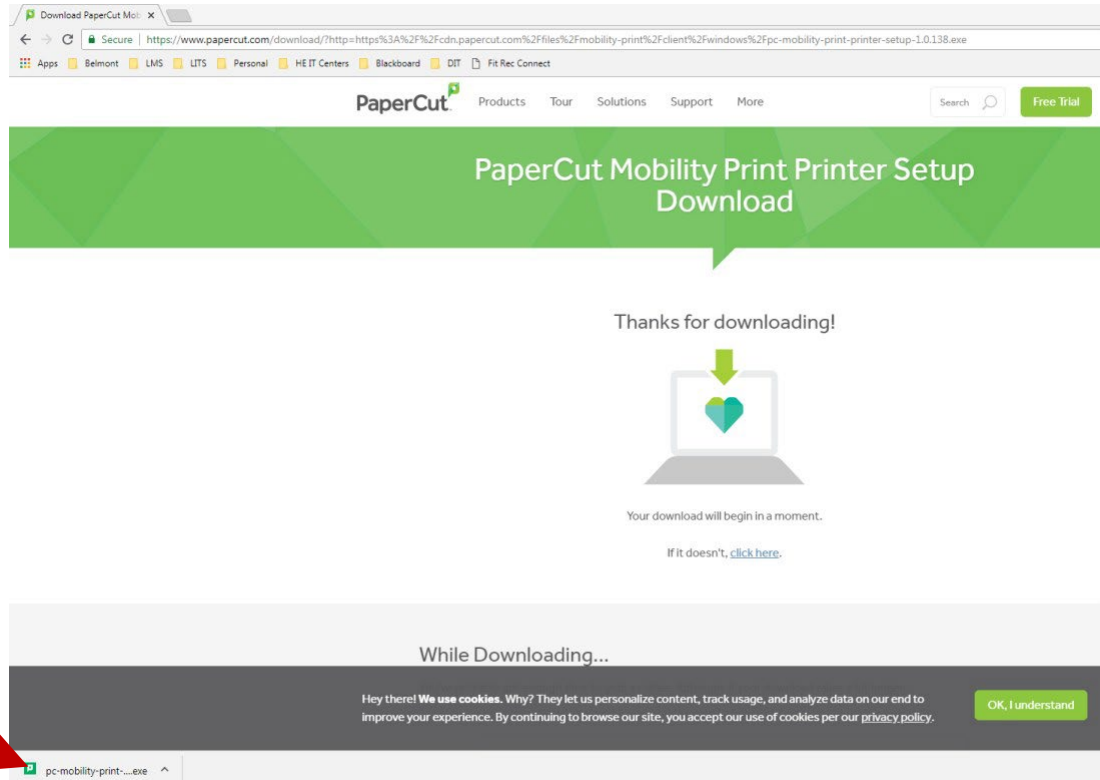 Download PaperCut Mob
Secure | https://www.papercut.com/download/?http=https%3A%2F%2Fcdn.papercut.com%2Ffiles%2Fmobility-print%2Fclient%2Fwindows%2Fpc-mobility-print-printer-setup-1.0.138.exe
Apps Belmont LMS LITS Personal HE IT Centers Blackboard DIT Fit Rec Connect
PaperCut Products Tour Solutions Support More Search Free Trial
PaperCut Mobility Print Printer Setup
Download
Thanks for downloading!
Your download will begin in a moment.
If it doesn't, click here.
While Downloading...
Hey there! We use cookies. Why? They let us personalize content, track usage, and analyze data on our end to
improve your experience. By continuing to browse our site, you accept our use of cookies per our privacy policy.
OK, I understand
pc-mobility-print-....exe